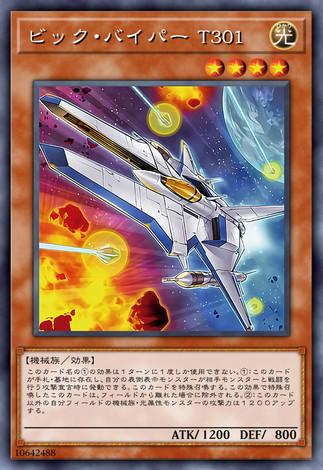 ビック・バイパー T301
光
【機械族／効果】
このカード名の①の効果は１ターンに１度しか使用できない。①：このカード
が手札・墓地に存在し、自分の表側表示モンスターが相手モンスターと戦闘を
行う攻撃宣言時に発動できる。このカードを特殊召喚する。この効果で特殊召
喚したこのカードは、フィールドから離れた場合に除外される。②：このカード
以外の自分フィールドの機械族・光属性モンスターの攻撃力は１２００アップ
する。
ATK/ 1200 DEF/ 800
10642488